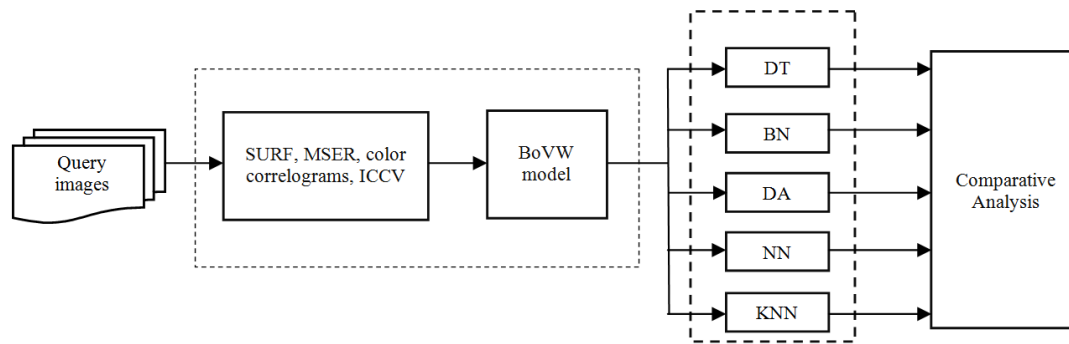 Query
images
SURF, MSER, color
correlograms, ICCV
BoVW
model
DT
BN
DA
NN
KNN
Comparative
Analysis